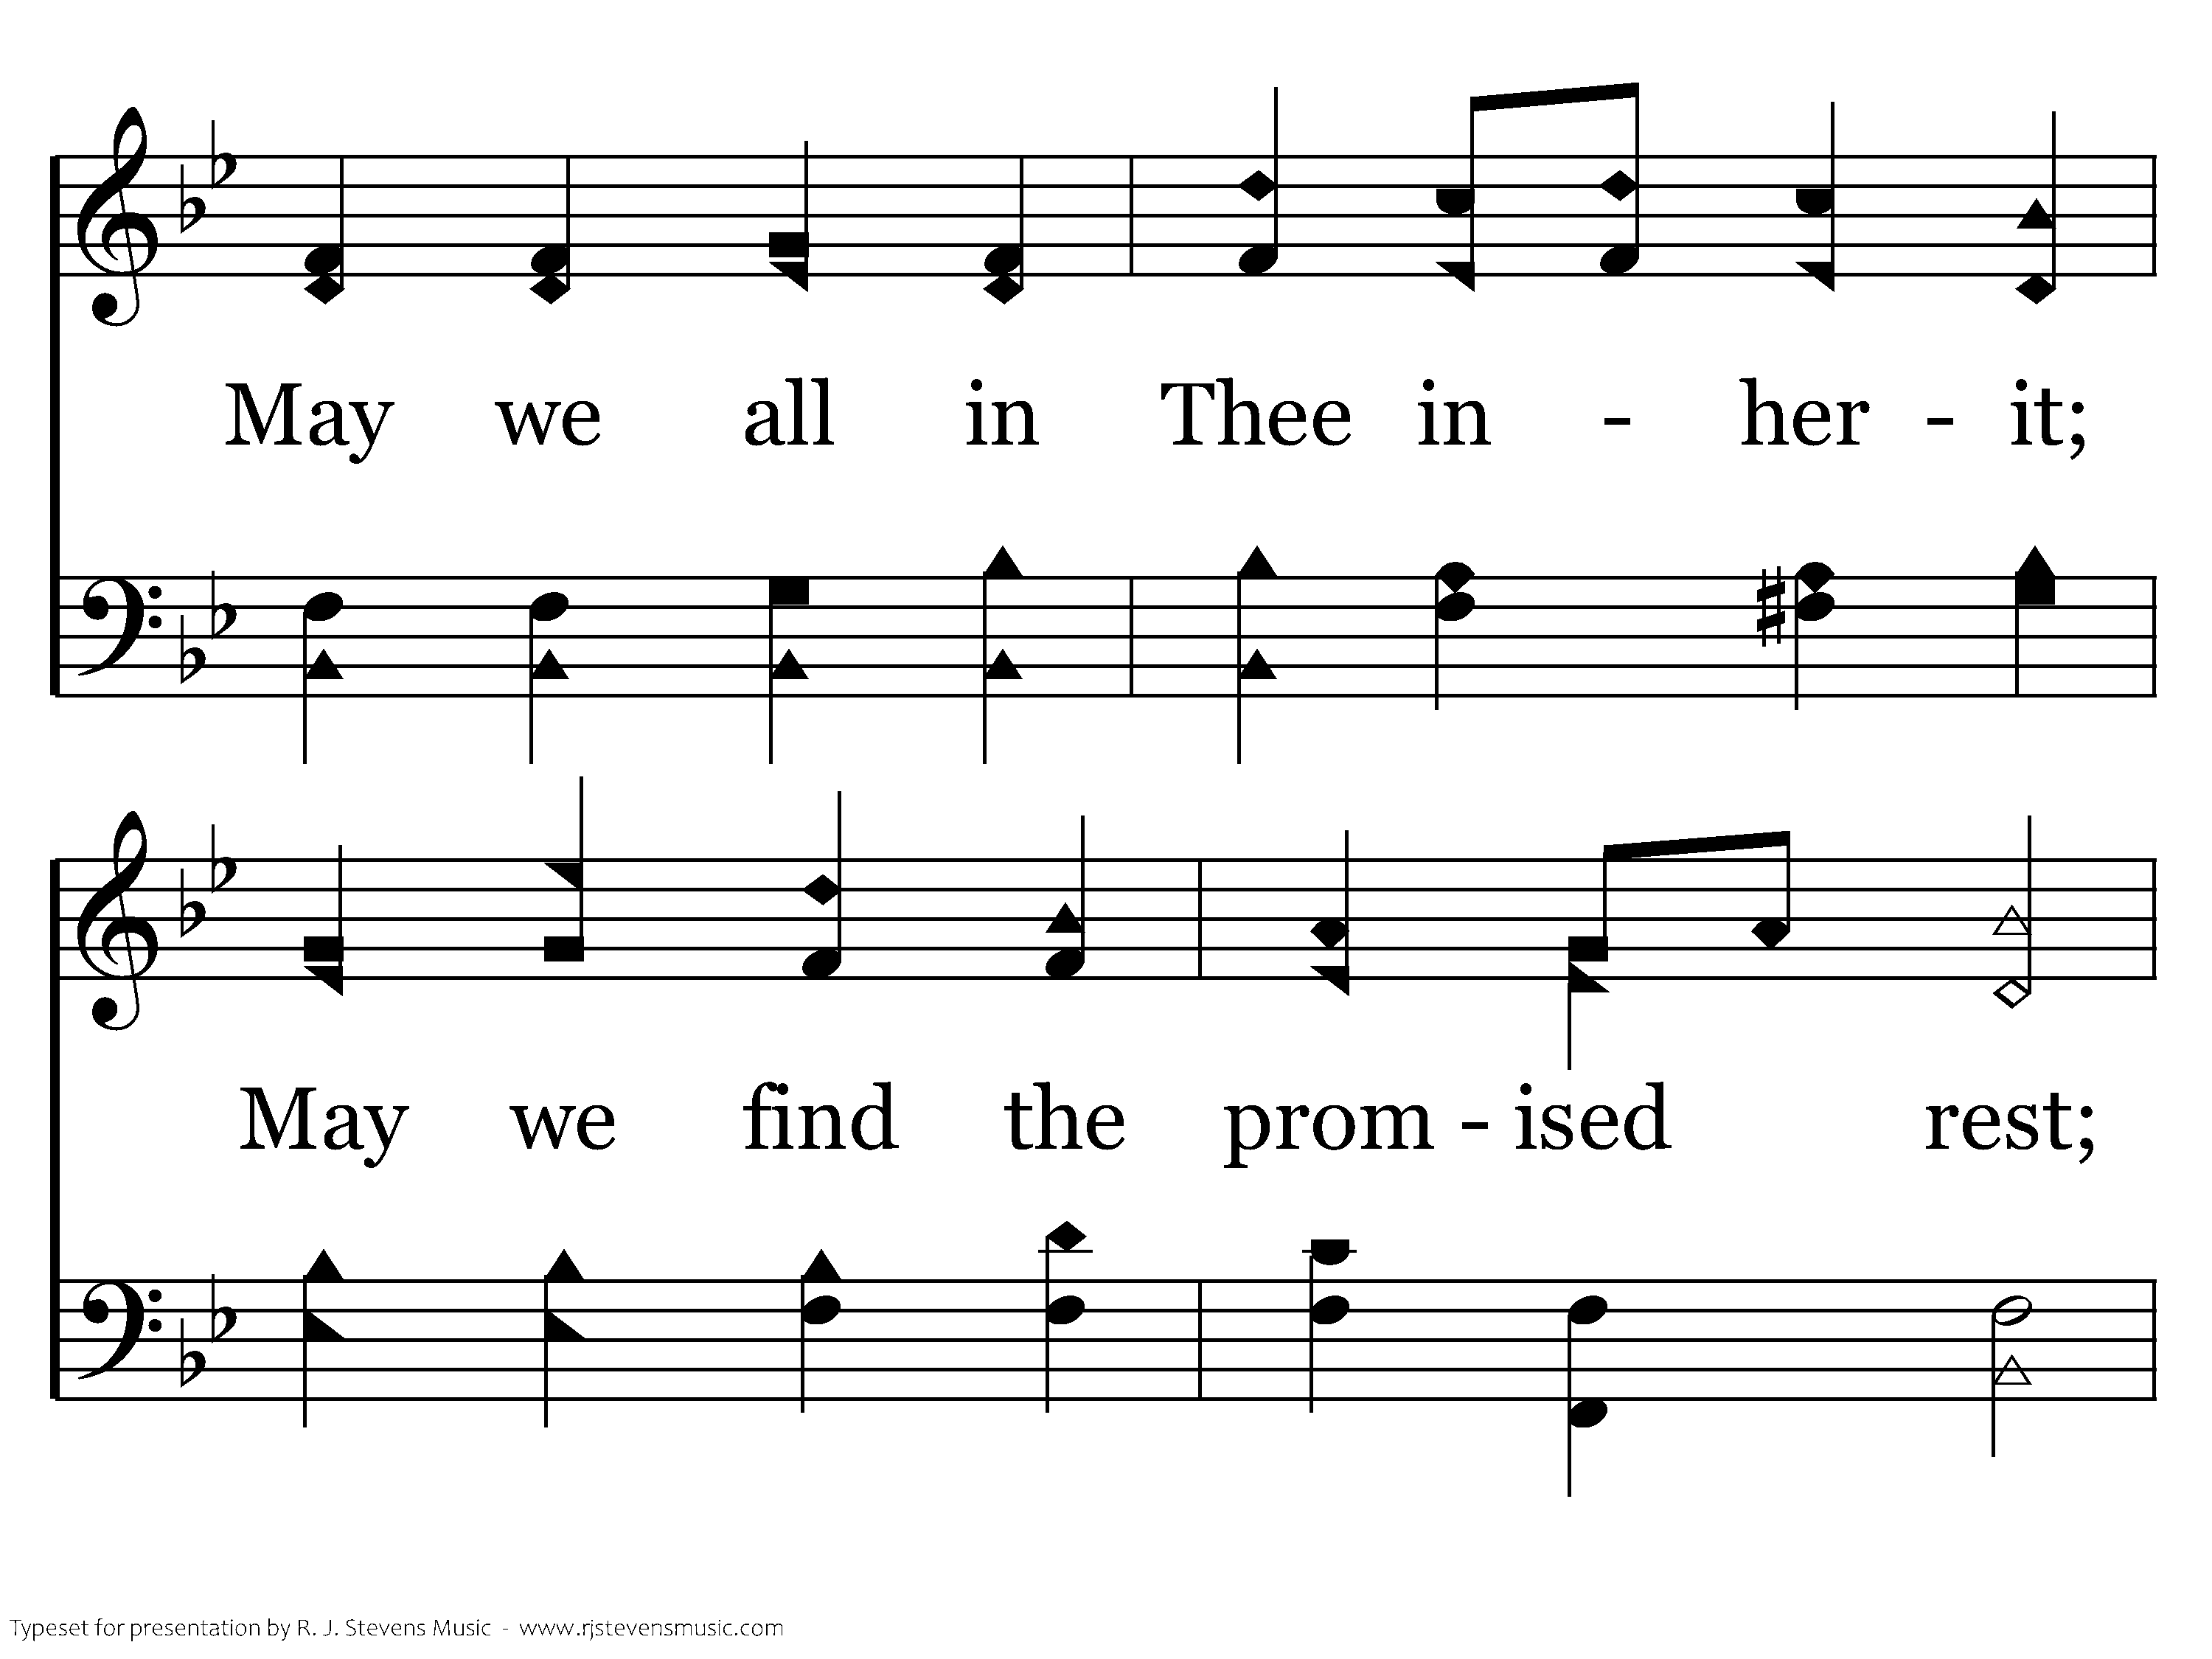 May we all in Thee in - her - it;
May we find the prom - ised rest;
Typeset for presentation by R. J. Stevens Music - www.rjstevensmusic.com